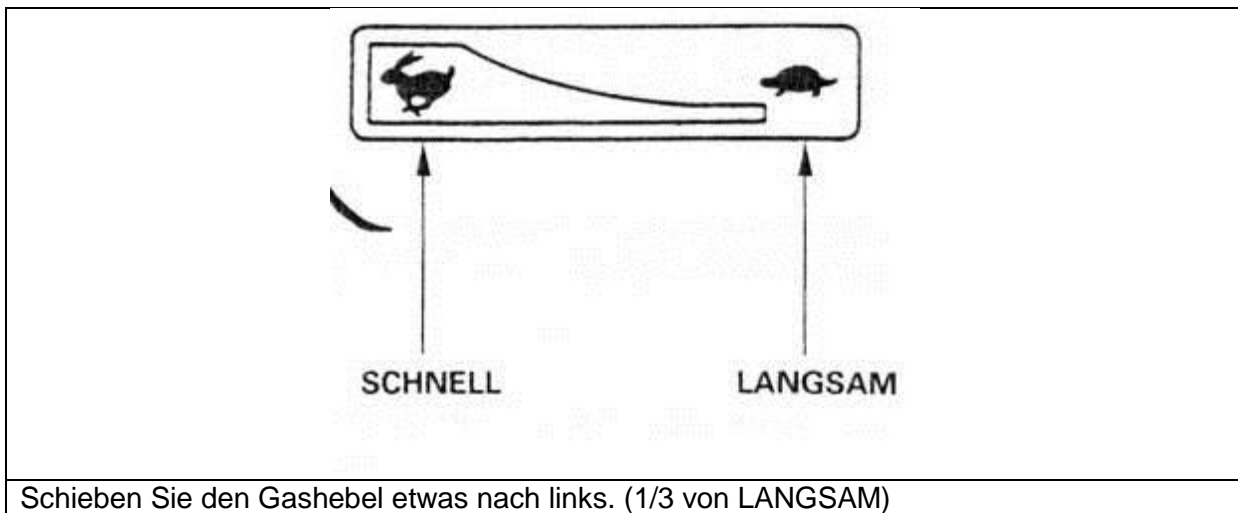 SCHNELL LANGSAM
Schieben Sie den Gashebel etwas nach links. (1/3 von LANGSAM)